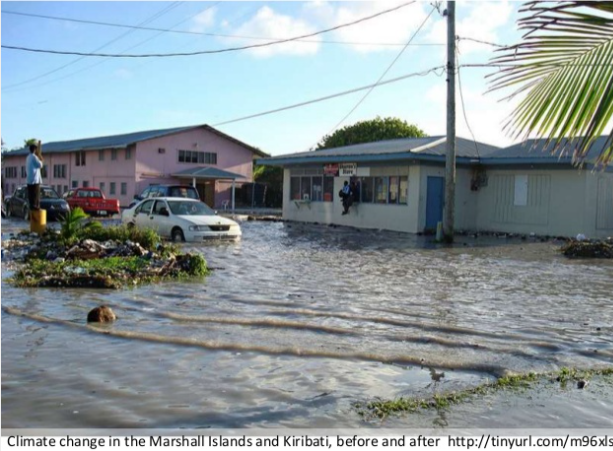 Climate change in the Marshall Islands and Kiribati, before and after http://tinyurl.com/m96xls